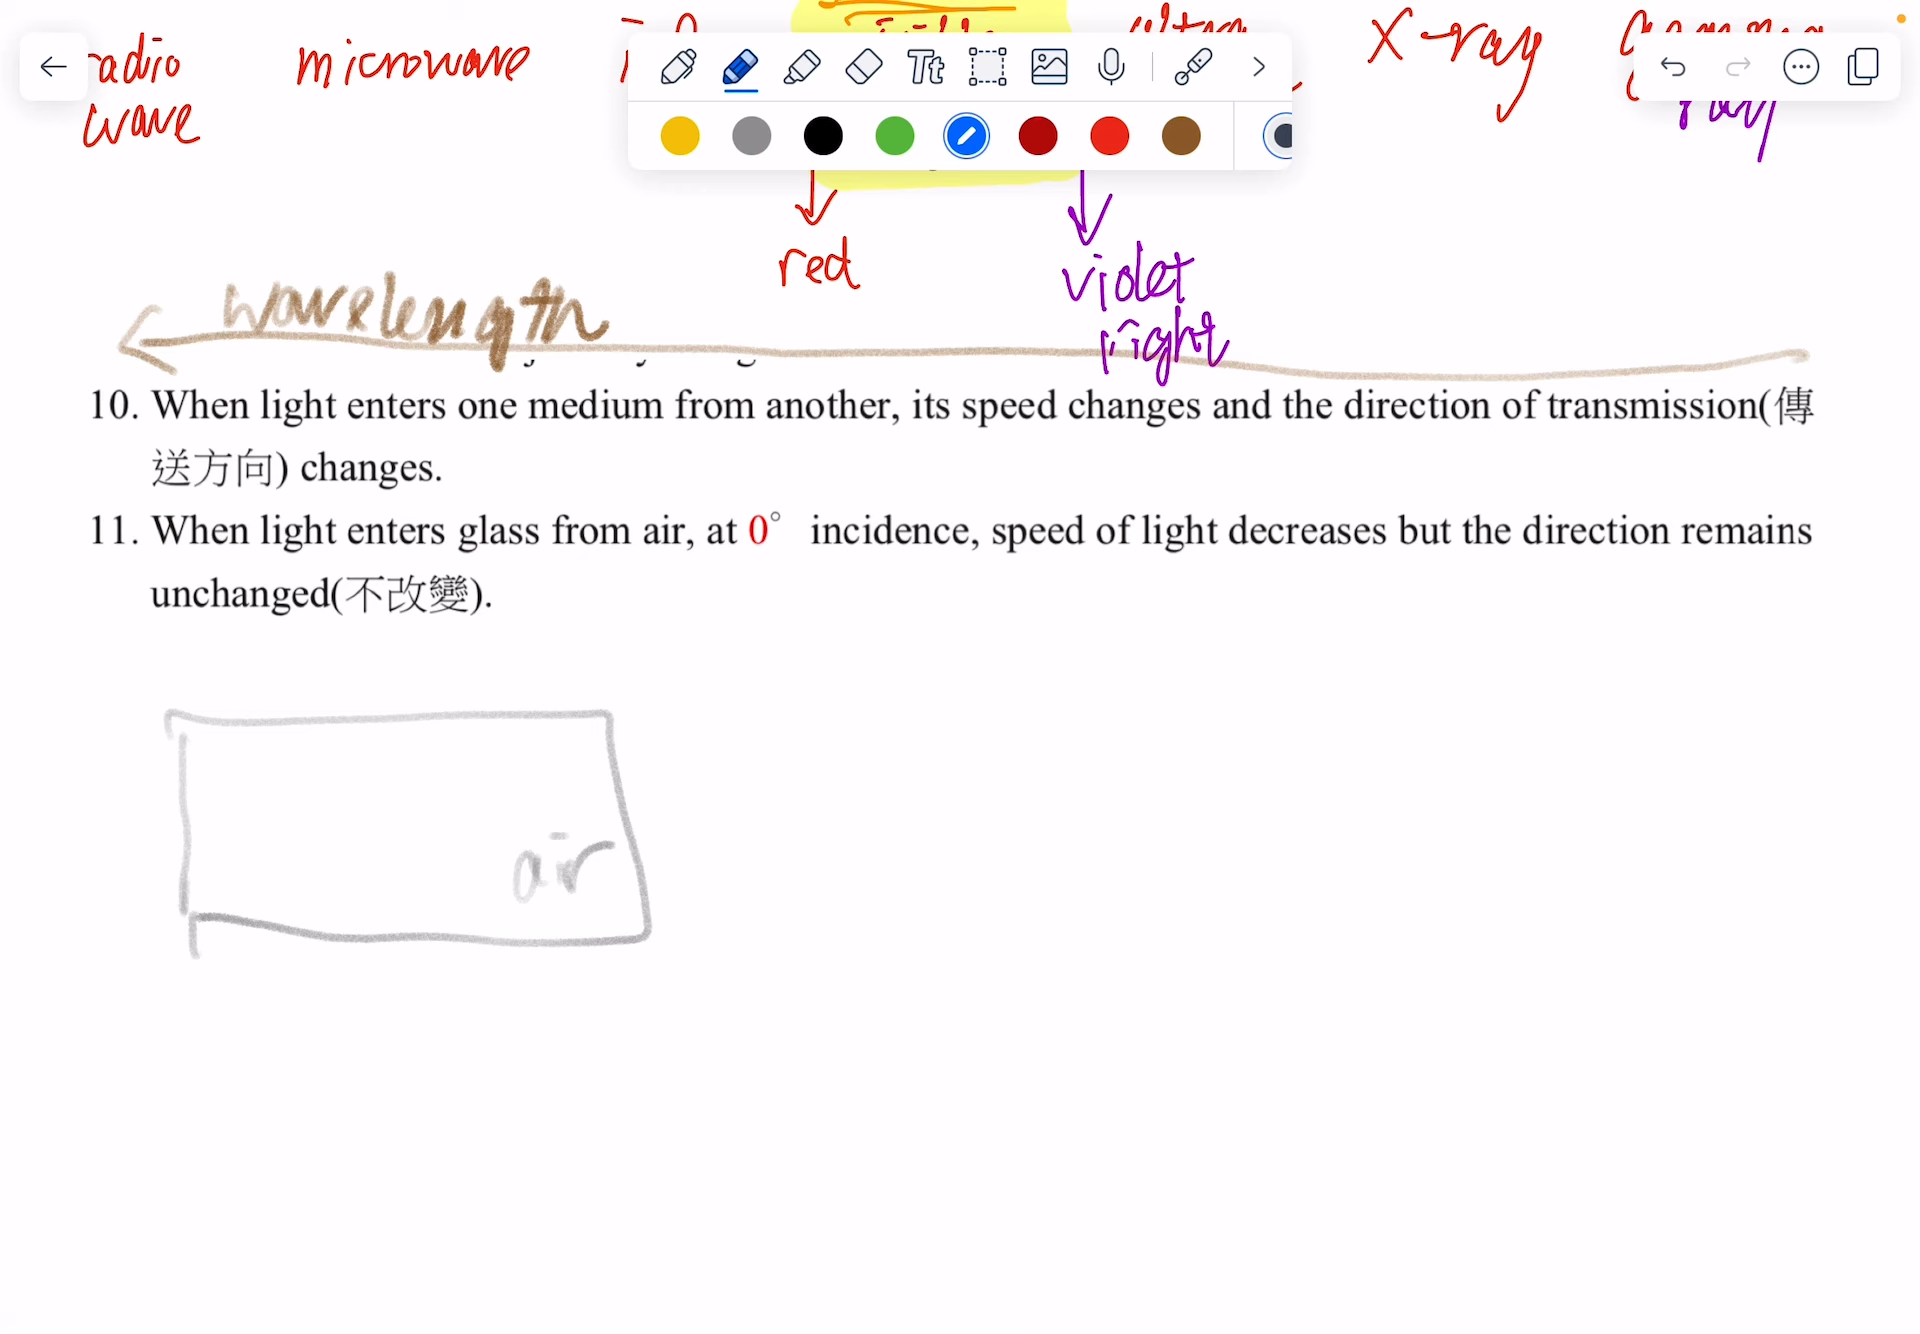 radio microwave X-ray
wave ray
Tt
red
violet
light
wavelength
10. When light enters one medium from another, its speed changes and the direction of transmission(傳
送方向) changes.
11. When light enters glass from air, at 0° incidence, speed of light decreases but the direction remains
unchanged(不改變).
air